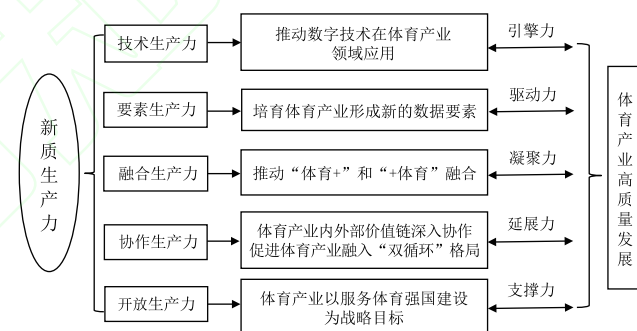 新质生产力
技术生产力
推动数字技术在体育产业
领域应用
引擎力
要素生产力
培育体育产业形成新的数据要素
驱动力
融合生产力
推动“体育+”和“+体育”融合
凝聚力
协作生产力
体育产业内外部价值链深入协作
促进体育产业融入“双循环”格局
延展力
开放生产力
体育产业以服务体育强国建设
为战略目标
支撑力
体育产业高质量发展